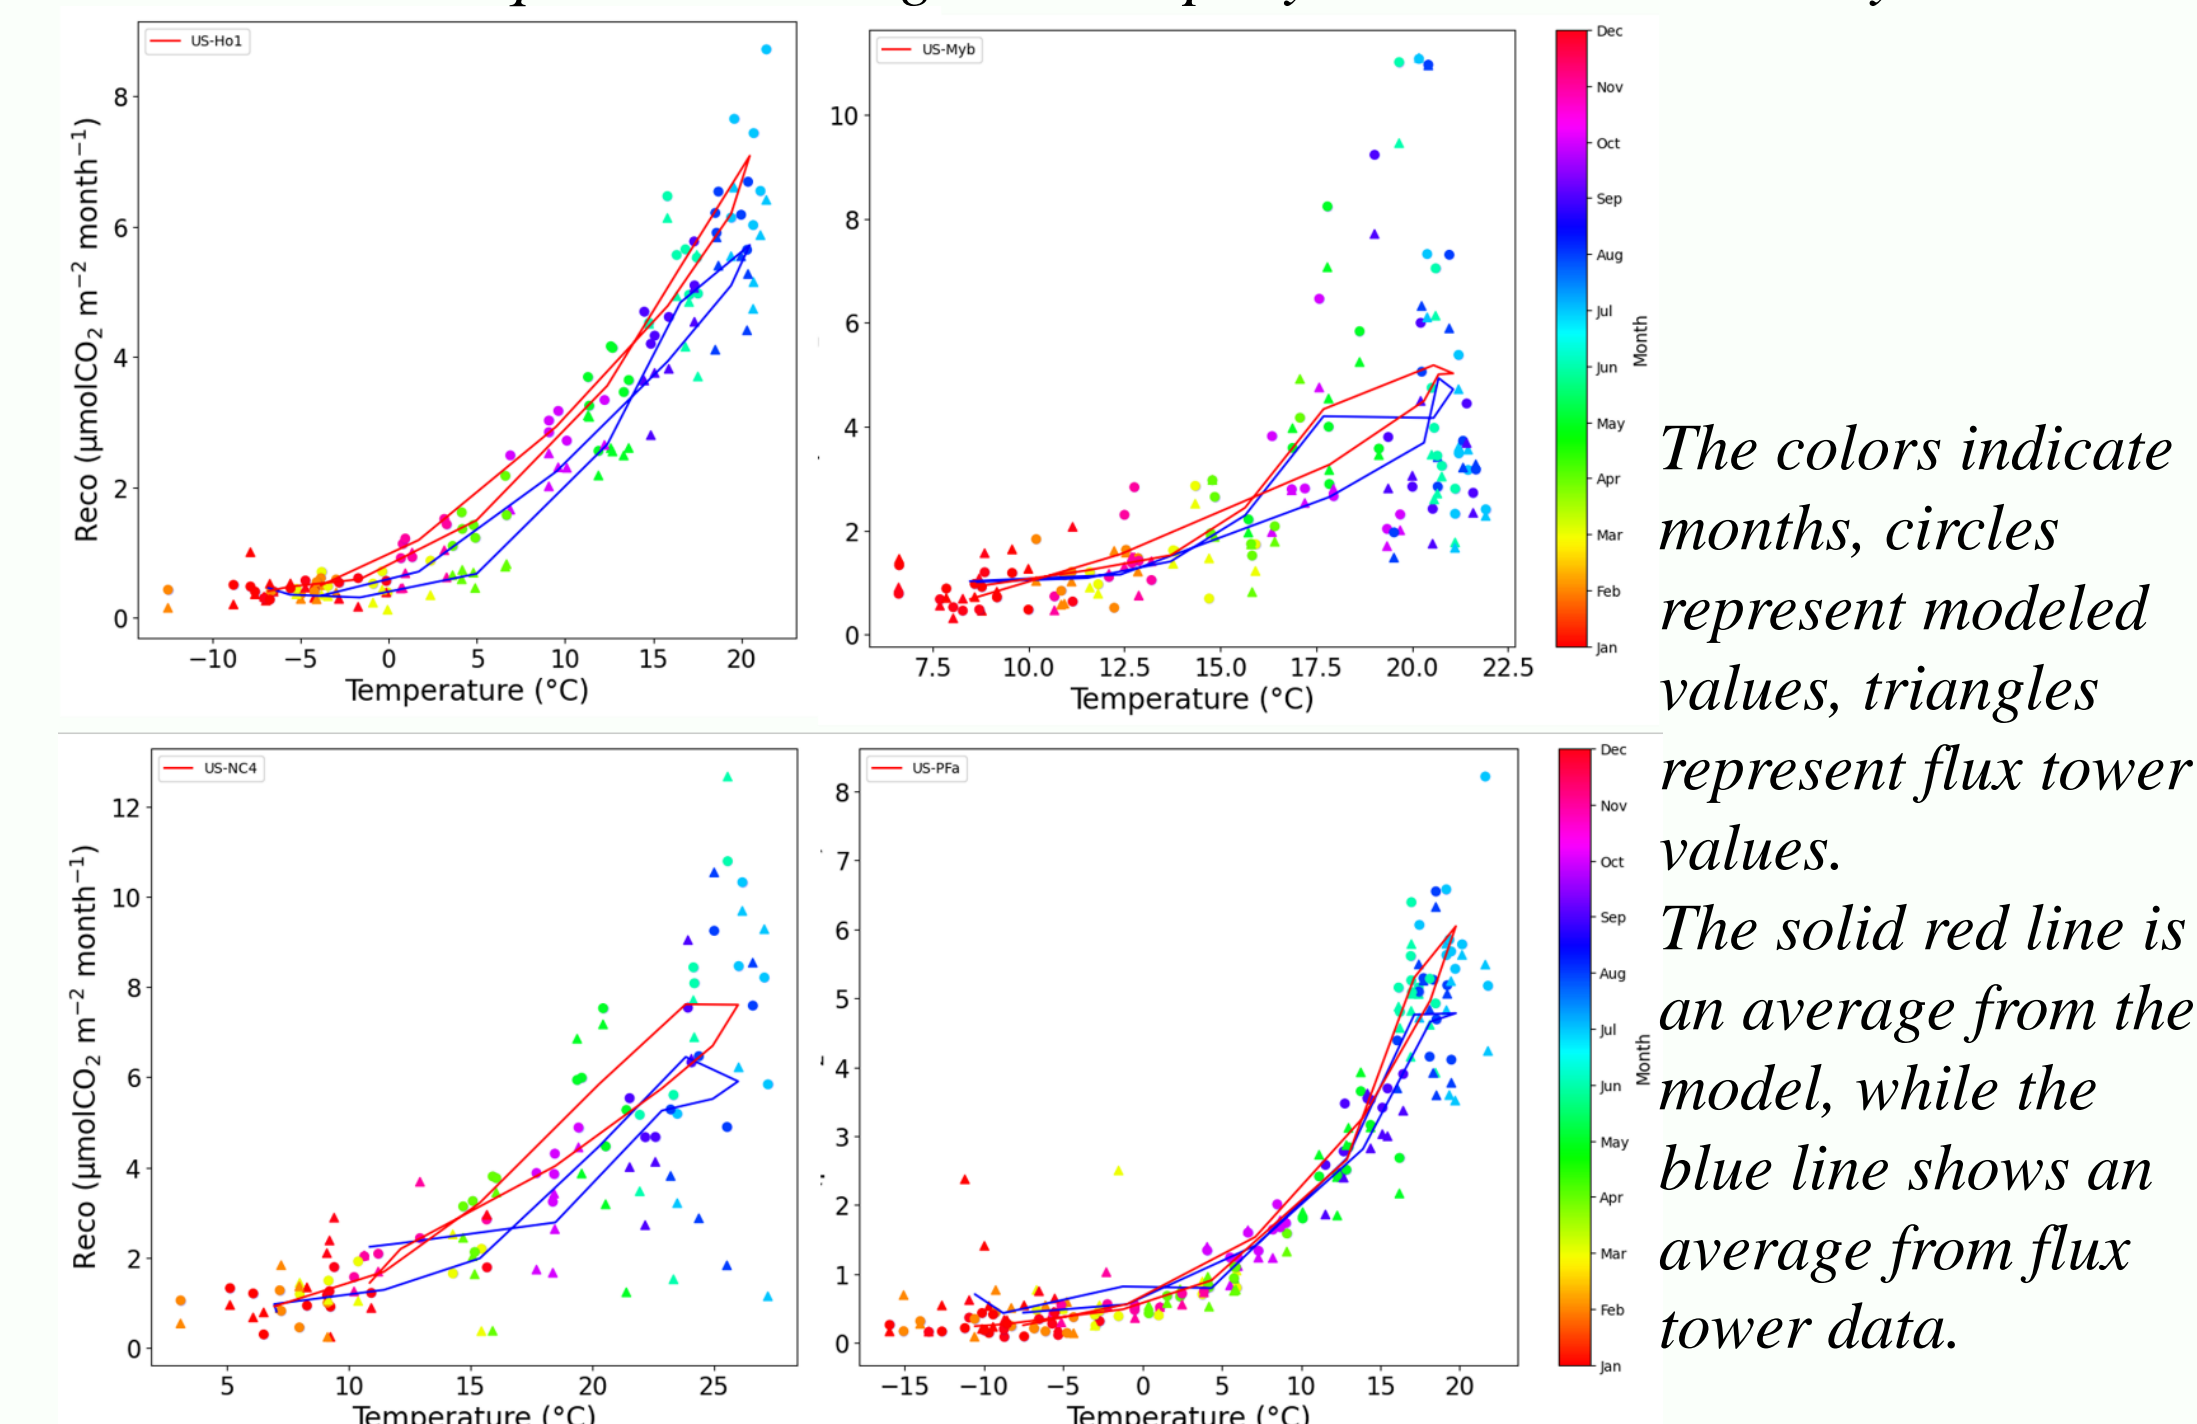 US-Ho1
8
6
4
2
0
Reco (μmolCO₂ m⁻² month⁻¹)
−10 −5 0 5 10 15 20
Temperature (°C)
US-Myb
10
8
6
4
2
0
7.5 10.0 12.5 15.0 17.5 20.0 22.5
Temperature (°C)
Dec
Nov
Oct
Sep
Aug
Jul
Jun
May
Apr
Mar
Feb
Jan
Month
US-NC4
12
10
8
6
4
2
0
Reco (μmolCO₂ m⁻² month⁻¹)
5 10 15 20 25
Temperature (°C)
US-PFa
8
7
6
5
4
3
2
1
0
−15 −10 −5 0 5 10 15 20
Temperature (°C)
Dec
Nov
Oct
Sep
Aug
Jul
Jun
May
Apr
Mar
Feb
Jan
Month
The colors indicate
months, circles
represent modeled
values, triangles
represent flux tower
values.
The solid red line is
an average from the
model, while the
blue line shows an
average from flux
tower data.